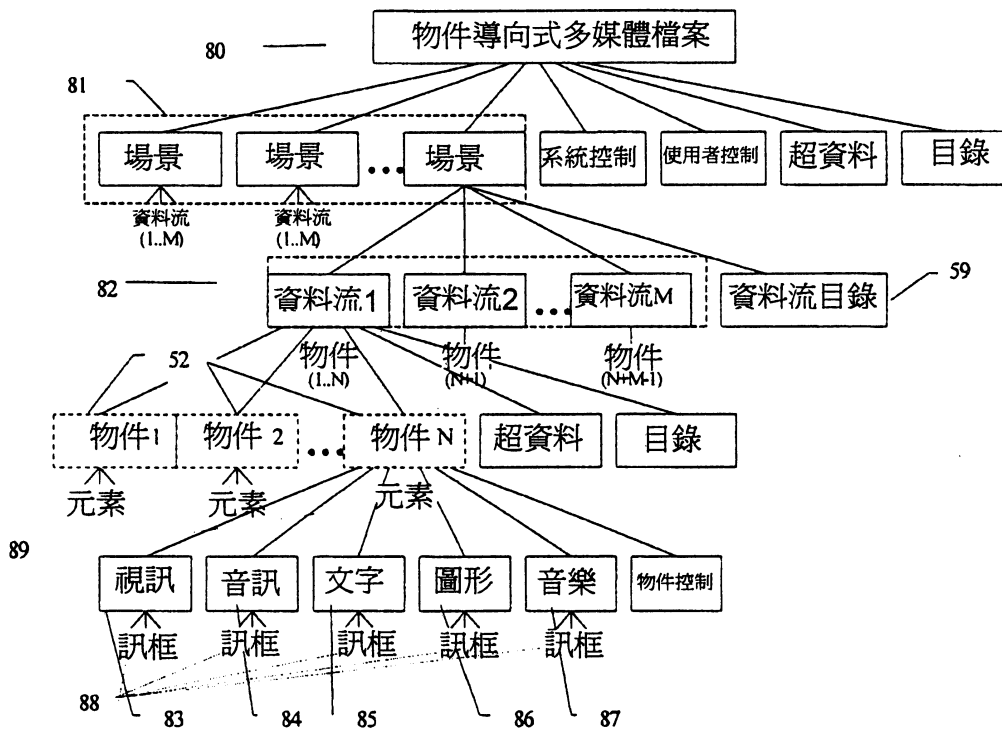 80
物件導向式多媒體檔案
81
場景
場景
...
場景
系統控制
使用者控制
超資料
目錄
資料流
(1..M)
資料流
(1..M)
82
資料流1
資料流2
...
資料流M
資料流目錄
59
52
物件
(1..N)
物件
(N+1)
物件
(N+M-1)
物件1
物件2
...
物件N
超資料
目錄
元素
元素
元素
89
視訊
音訊
文字
圖形
音樂
物件控制
訊框
訊框
訊框
訊框
訊框
88
83
84
85
86
87